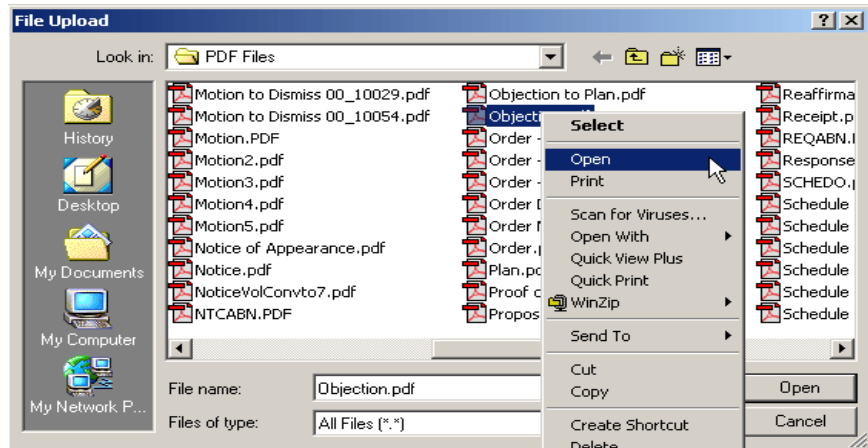 File Upload
Look in:
PDF Files
History
Desktop
My Documents
My Computer
My Network P...
Motion to Dismiss 00_10029.pdf
Motion to Dismiss 00_10054.pdf
Motion.PDF
Motion2.pdf
Motion3.pdf
Motion4.pdf
Motion5.pdf
Notice of Appearance.pdf
Notice.pdf
NoticeVolConvto7.pdf
NTCABN.PDF
Objection to Plan.pdf
Objecti
Order -
Order -
Order -
Order
Order
Order.
Plan.pd
Proof
Propos
Reaffirma
Receipt.p
REQABN.
Response
SCHEDO.
Schedule
Schedule
Schedule
Schedule
Schedule
Schedule
Select
Open
Print
Scan for Viruses...
Open With
Quick View Plus
Quick Print
WinZip
Send To
Cut
Copy
Create Shortcut
Delete
File name:
Objection.pdf
Open
Files of type:
All Files (*.*)
Cancel